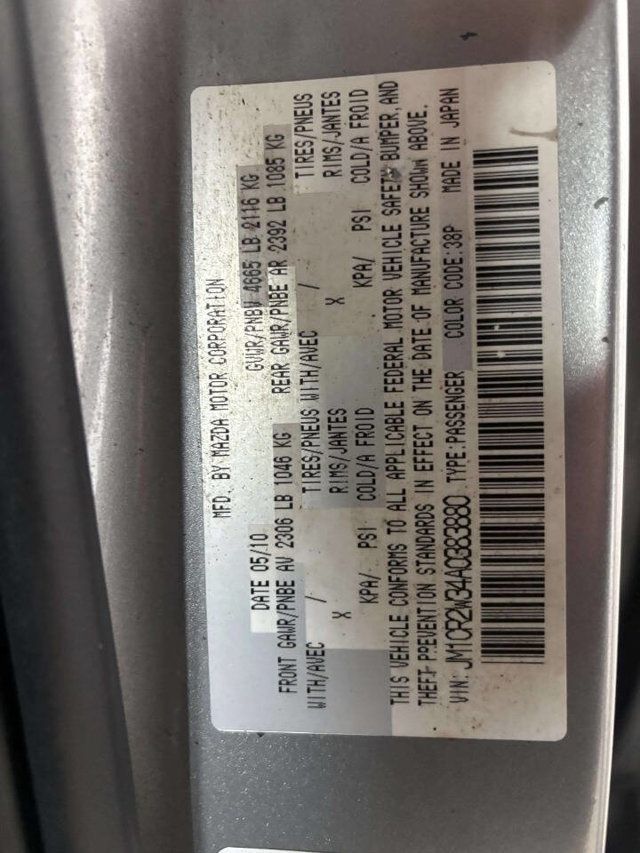 MFD. BY MAZDA MOTOR CORPORATION
DATE 05/10 GVWR/PNBV 4665 LB 2116 KG
FRONT GAWR/PNBE AV 2306 LB 1046 KG REAR GAWR/PNBE AR 2392 LB 1085 KG
WITH/AVEC / TIRES/PNEUS WITH/AVEC / TIRES/PNEUS
X RIMS/JANTES X RIMS/JANTES
KPA/ PSI COLD/A FROID KPA/ PSI COLD/A FROID
THIS VEHICLE CONFORMS TO ALL APPLICABLE FEDERAL MOTOR VEHICLE SAFETY BUMPER, AND
THEFT PREVENTION STANDARDS IN EFFECT ON THE DATE OF MANUFACTURE SHOWN ABOVE.
VIN: JM1CR2W34A0383880 TYPE:PASSENGER COLOR CODE:38P MADE IN JAPAN